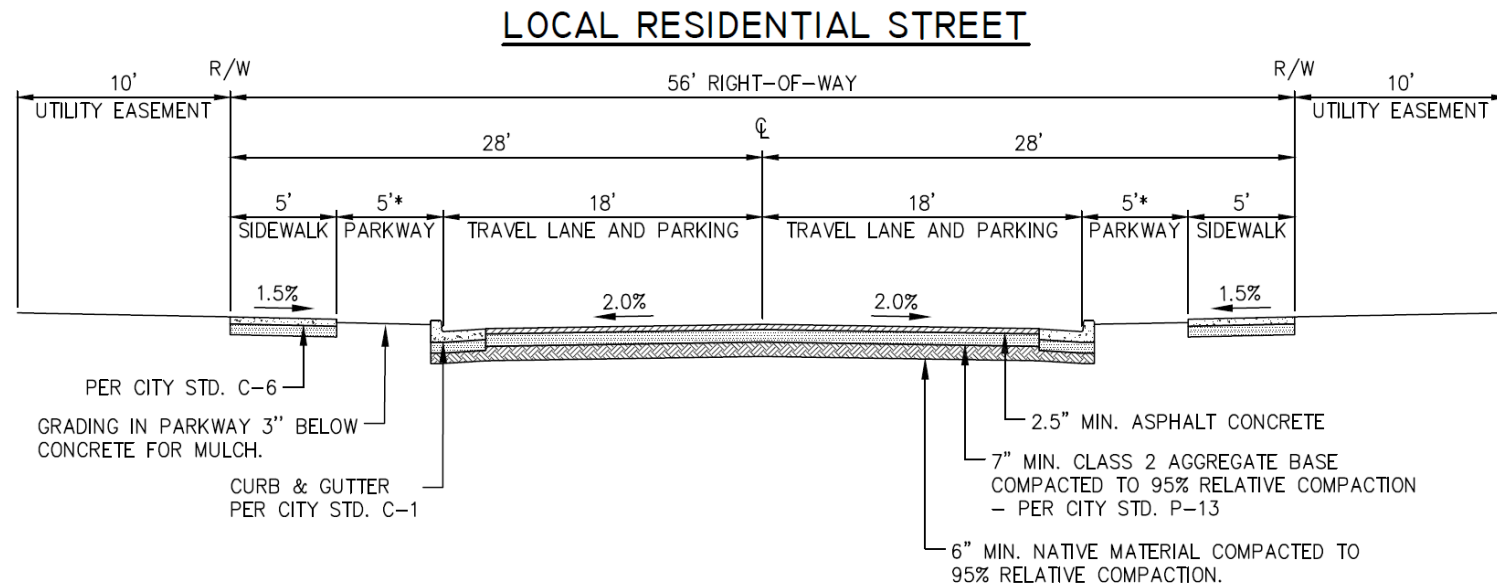 LOCAL RESIDENTIAL STREET
R/W
R/W
10'
56' RIGHT-OF-WAY
10'
UTILITY EASEMENT
UTILITY EASEMENT
℄
28'
28'
5'
5'*
18'
18'
5'*
5'
SIDEWALK
PARKWAY
TRAVEL LANE AND PARKING
TRAVEL LANE AND PARKING
PARKWAY
SIDEWALK
1.5%
2.0%
2.0%
1.5%
PER CITY STD. C-6
GRADING IN PARKWAY 3" BELOW
CONCRETE FOR MULCH.
CURB & GUTTER
PER CITY STD. C-1
2.5" MIN. ASPHALT CONCRETE
7" MIN. CLASS 2 AGGREGATE BASE
COMPACTED TO 95% RELATIVE COMPACTION
- PER CITY STD. P-13
6" MIN. NATIVE MATERIAL COMPACTED TO
95% RELATIVE COMPACTION.